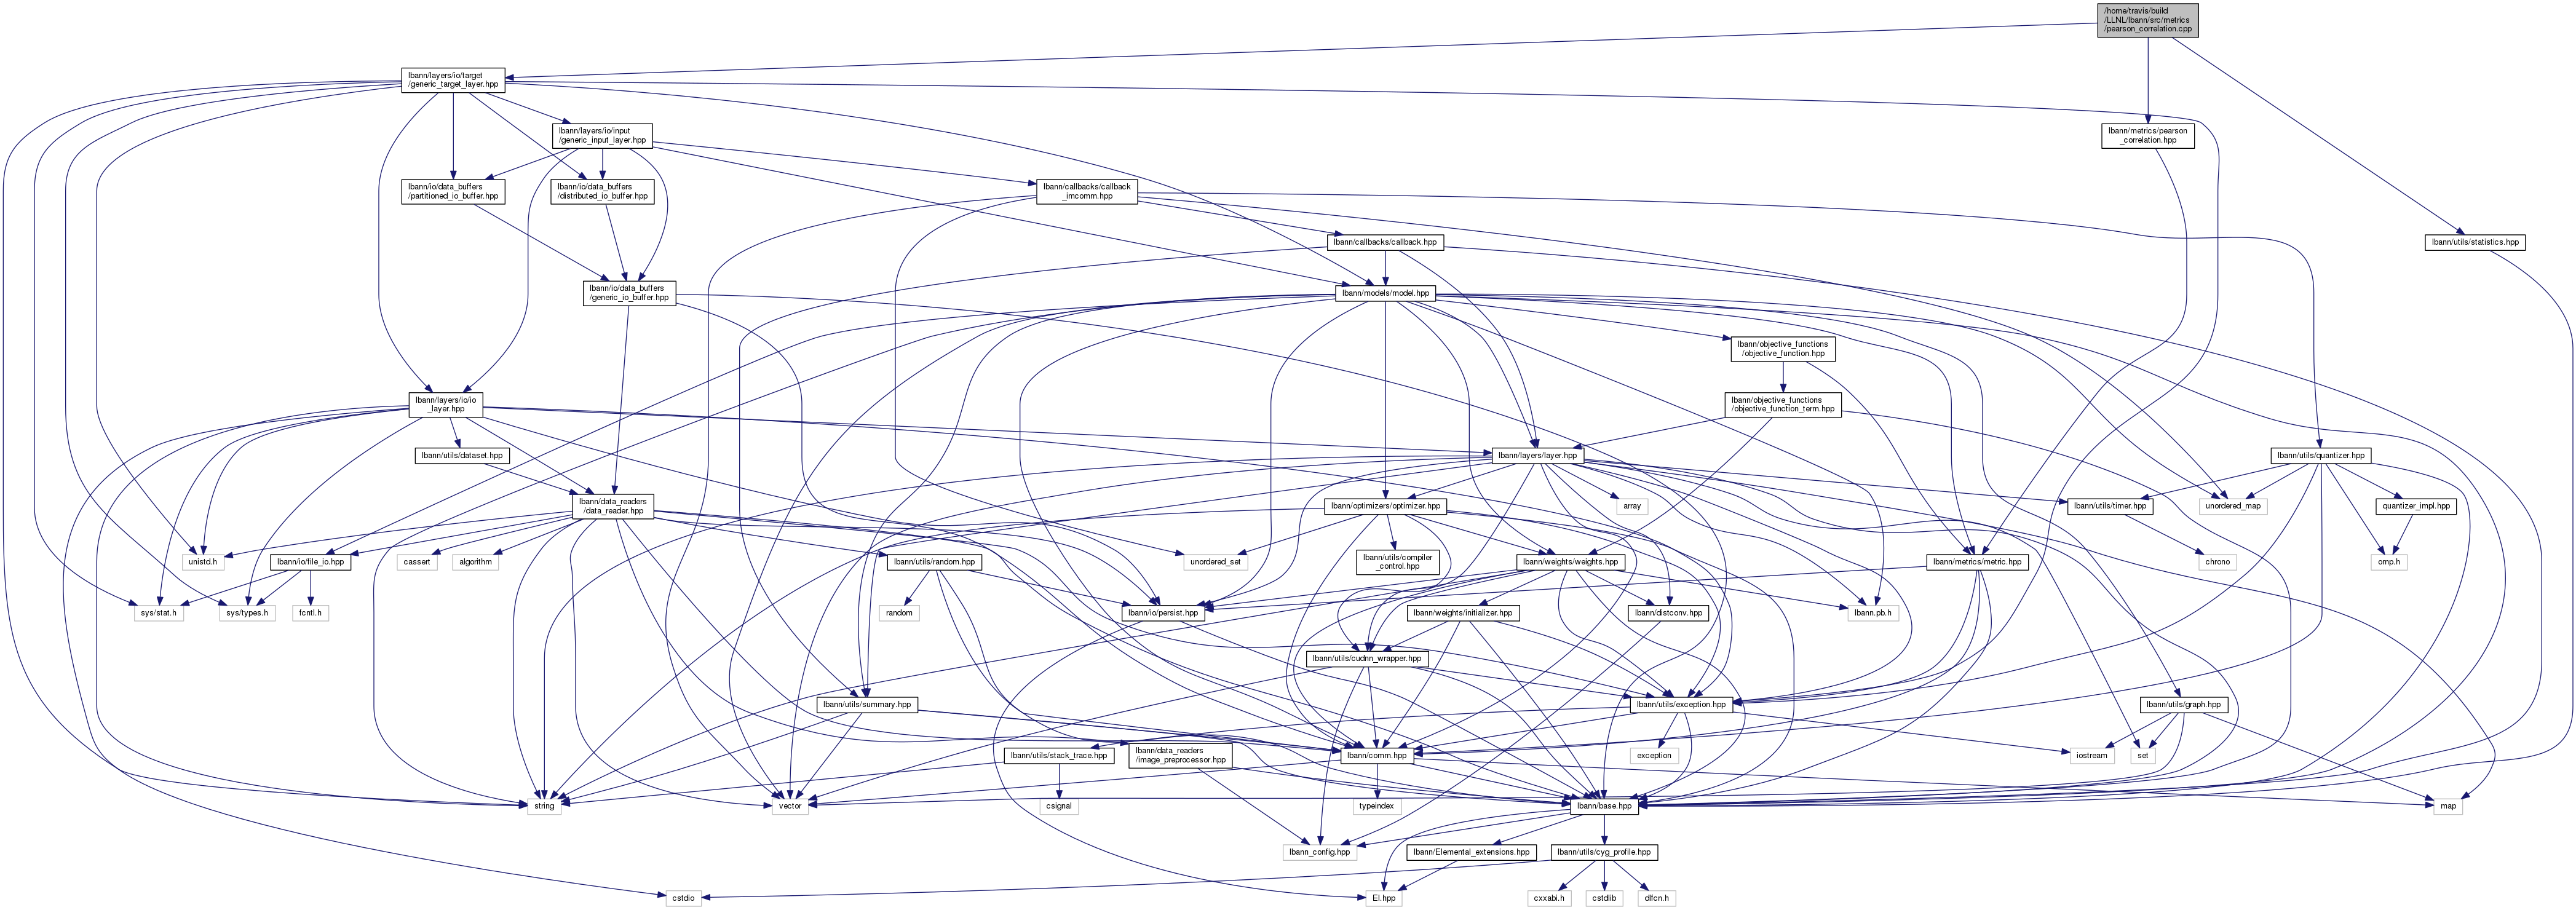 /home/travis/build
/LLNL/lbann/src/metrics
/pearson_correlation.cpp
lbann/layers/io/target
/generic_target_layer.hpp
lbann/layers/io/input
/generic_input_layer.hpp
lbann/metrics/pearson
_correlation.hpp
lbann/io/data_buffers
/partitioned_io_buffer.hpp
lbann/io/data_buffers
/distributed_io_buffer.hpp
lbann/callbacks/callback
_imcomm.hpp
lbann/callbacks/callback.hpp
lbann/utils/statistics.hpp
lbann/io/data_buffers
/generic_io_buffer.hpp
lbann/models/model.hpp
lbann/objective_functions
/objective_function.hpp
lbann/layers/io/io
_layer.hpp
lbann/objective_functions
/objective_function_term.hpp
lbann/utils/dataset.hpp
lbann/layers/layer.hpp
lbann/utils/quantizer.hpp
lbann/data_readers
/data_reader.hpp
lbann/optimizers/optimizer.hpp
array
lbann/utils/timer.hpp
unordered_map
quantizer_impl.hpp
unistd.h
lbann/io/file_io.hpp
cassert
algorithm
lbann/utils/random.hpp
unordered_set
lbann/utils/compiler
_control.hpp
lbann/weights/weights.hpp
lbann/metrics/metric.hpp
chrono
omp.h
sys/stat.h
sys/types.h
fcntl.h
random
lbann/io/persist.hpp
lbann/weights/initializer.hpp
lbann/distconv.hpp
lbann.pb.h
lbann/utils/cudnn_wrapper.hpp
lbann/utils/summary.hpp
lbann/utils/exception.hpp
lbann/utils/graph.hpp
lbann/utils/stack_trace.hpp
lbann/data_readers
/image_preprocessor.hpp
lbann/comm.hpp
exception
iostream
set
string
vector
csignal
typeindex
lbann/base.hpp
map
lbann_config.hpp
lbann/Elemental_extensions.hpp
lbann/utils/cyg_profile.hpp
cstdio
El.hpp
cxxabi.h
cstdlib
dlfcn.h